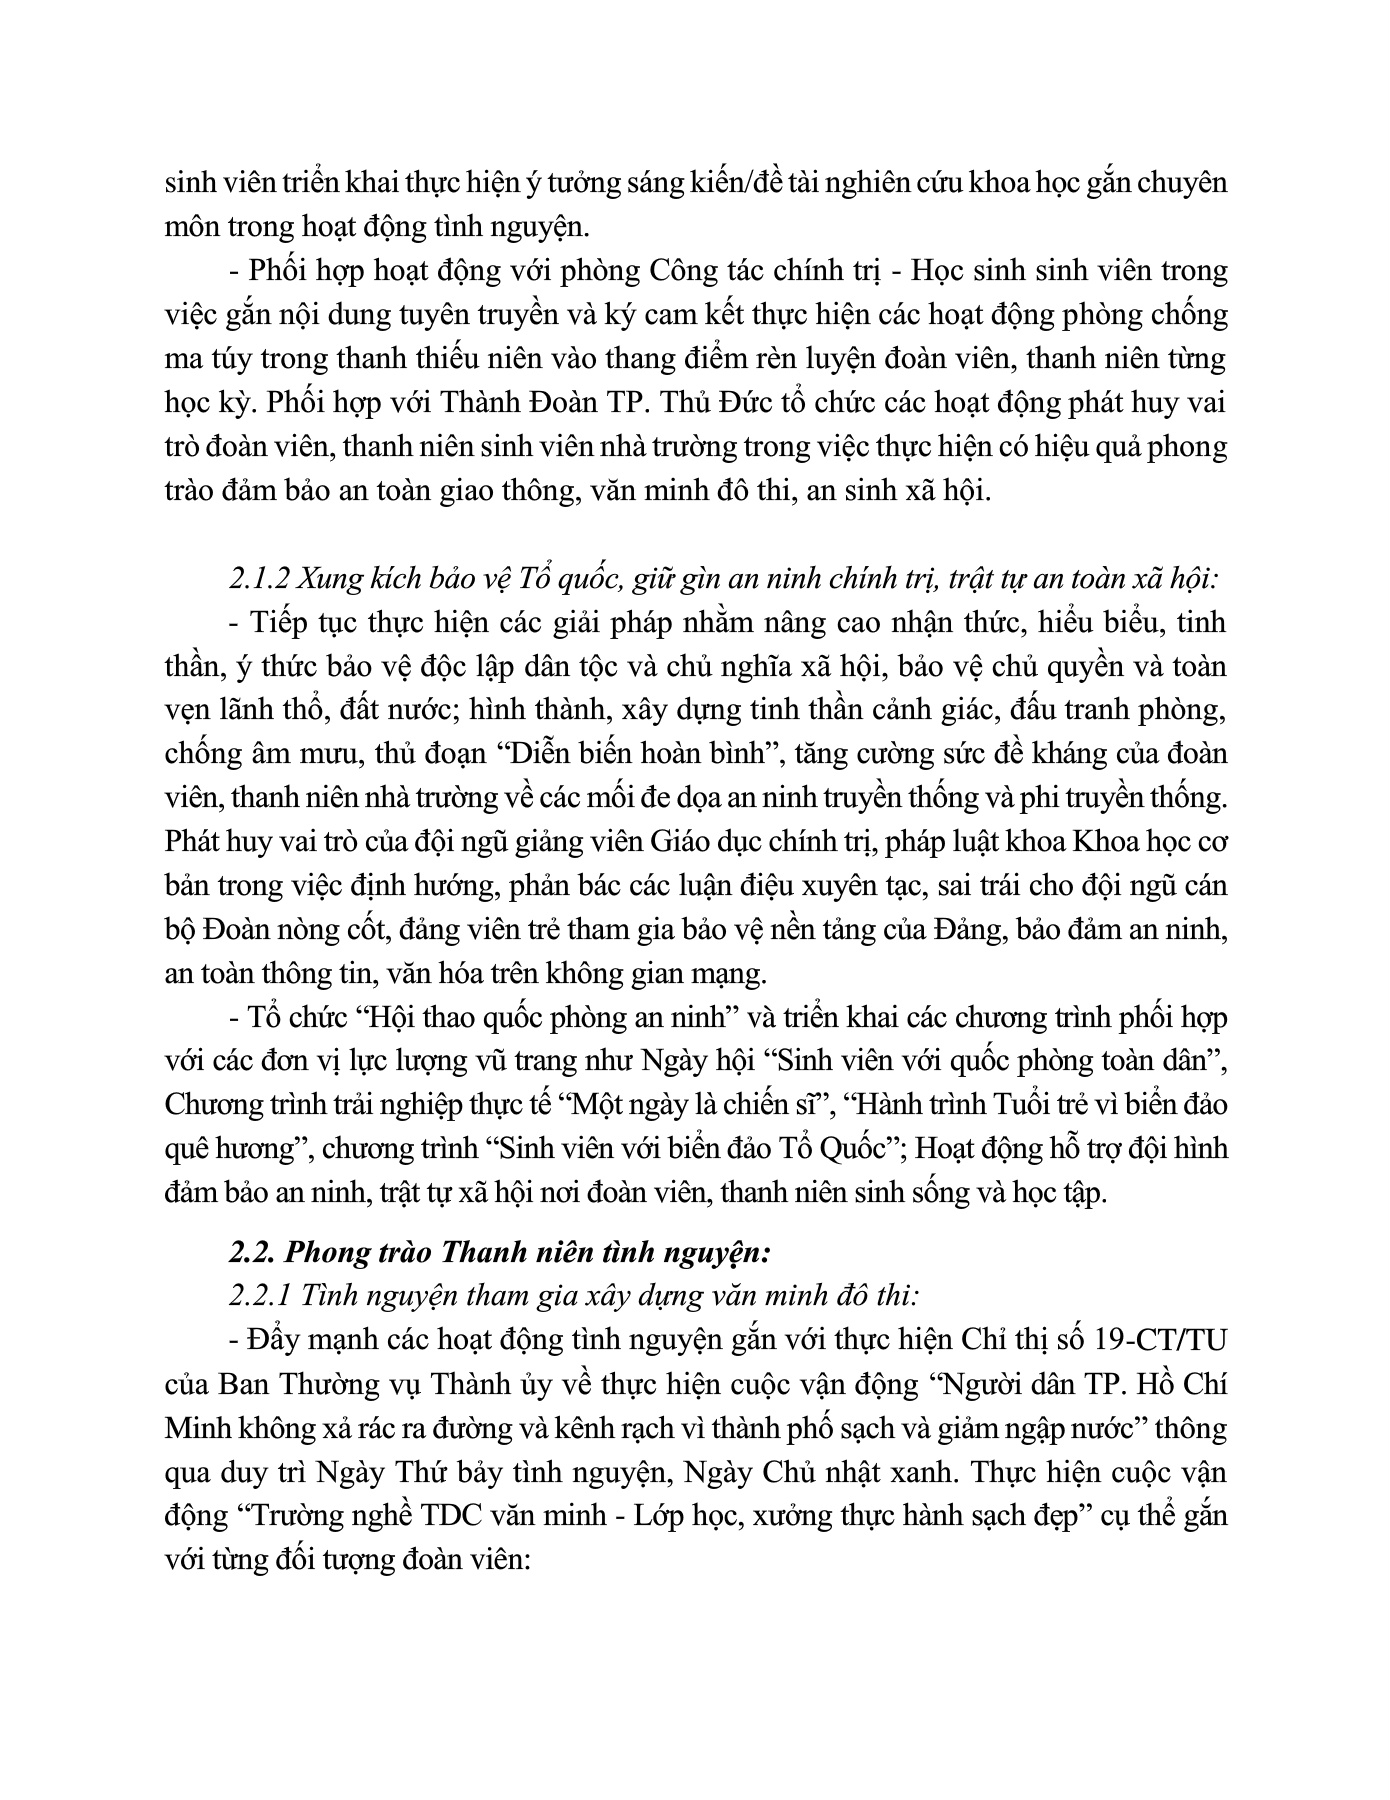 sinh viên triển khai thực hiện ý tưởng sáng kiến/đề tài nghiên cứu khoa học gắn chuyên
môn trong hoạt động tình nguyện.
- Phối hợp hoạt động với phòng Công tác chính trị - Học sinh sinh viên trong
việc gắn nội dung tuyên truyền và ký cam kết thực hiện các hoạt động phòng chống
ma túy trong thanh thiếu niên vào thang điểm rèn luyện đoàn viên, thanh niên từng
học kỳ. Phối hợp với Thành Đoàn TP. Thủ Đức tổ chức các hoạt động phát huy vai
trò đoàn viên, thanh niên sinh viên nhà trường trong việc thực hiện có hiệu quả phong
trào đảm bảo an toàn giao thông, văn minh đô thi, an sinh xã hội.
2.1.2 Xung kích bảo vệ Tổ quốc, giữ gìn an ninh chính trị, trật tự an toàn xã hội:
- Tiếp tục thực hiện các giải pháp nhằm nâng cao nhận thức, hiểu biểu, tinh
thần, ý thức bảo vệ độc lập dân tộc và chủ nghĩa xã hội, bảo vệ chủ quyền và toàn
vẹn lãnh thổ, đất nước; hình thành, xây dựng tinh thần cảnh giác, đấu tranh phòng,
chống âm mưu, thủ đoạn “Diễn biến hoàn bình”, tăng cường sức đề kháng của đoàn
viên, thanh niên nhà trường về các mối đe dọa an ninh truyền thống và phi truyền thống.
Phát huy vai trò của đội ngũ giảng viên Giáo dục chính trị, pháp luật khoa Khoa học cơ
bản trong việc định hướng, phản bác các luận điệu xuyên tạc, sai trái cho đội ngũ cán
bộ Đoàn nòng cốt, đảng viên trẻ tham gia bảo vệ nền tảng của Đảng, bảo đảm an ninh,
an toàn thông tin, văn hóa trên không gian mạng.
- Tổ chức “Hội thao quốc phòng an ninh” và triển khai các chương trình phối hợp
với các đơn vị lực lượng vũ trang như Ngày hội “Sinh viên với quốc phòng toàn dân”,
Chương trình trải nghiệp thực tế “Một ngày là chiến sĩ”, “Hành trình Tuổi trẻ vì biển đảo
quê hương”, chương trình “Sinh viên với biển đảo Tổ Quốc”; Hoạt động hỗ trợ đội hình
đảm bảo an ninh, trật tự xã hội nơi đoàn viên, thanh niên sinh sống và học tập.
2.2. Phong trào Thanh niên tình nguyện:
2.2.1 Tình nguyện tham gia xây dựng văn minh đô thi:
- Đẩy mạnh các hoạt động tình nguyện gắn với thực hiện Chỉ thị số 19-CT/TU
của Ban Thường vụ Thành ủy về thực hiện cuộc vận động “Người dân TP. Hồ Chí
Minh không xả rác ra đường và kênh rạch vì thành phố sạch và giảm ngập nước” thông
qua duy trì Ngày Thứ bảy tình nguyện, Ngày Chủ nhật xanh. Thực hiện cuộc vận
động “Trường nghề TDC văn minh - Lớp học, xưởng thực hành sạch đẹp” cụ thể gắn
với từng đối tượng đoàn viên: